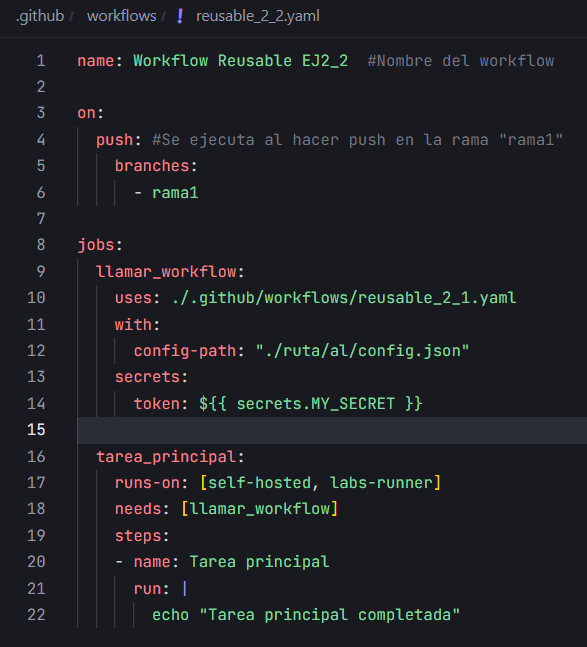 .github / workflows / ! reusable_2_2.yaml
1 name: Workflow Reusable EJ2_2  #Nombre del workflow
2
3 on:
4   push: #Se ejecuta al hacer push en la rama "rama1"
5     branches:
6       - rama1
7
8 jobs:
9   llamar_workflow:
10     uses: ./.github/workflows/reusable_2_1.yaml
11     with:
12       config-path: "./ruta/al/config.json"
13     secrets:
14       token: ${{ secrets.MY_SECRET }}
15
16   tarea_principal:
17     runs-on: [self-hosted, labs-runner]
18     needs: [llamar_workflow]
19     steps:
20     - name: Tarea principal
21       run: |
22         echo "Tarea principal completada"